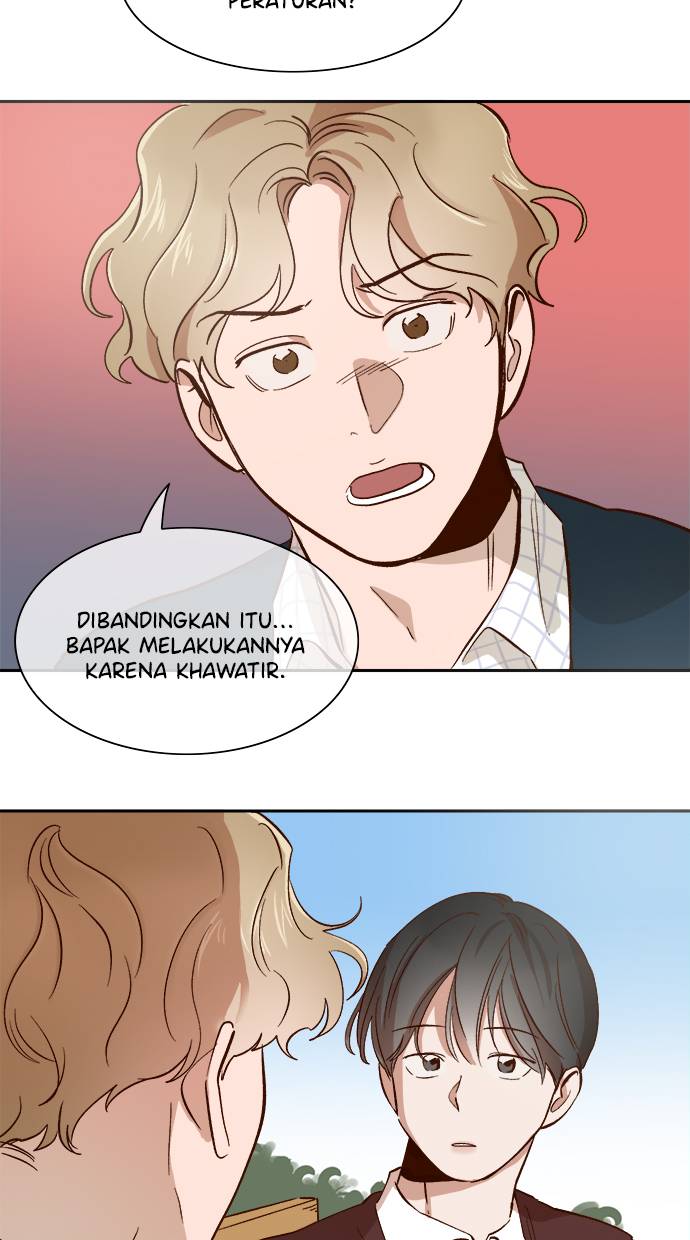 PERATURAN?
DIBANDINGKAN ITU...
BAPAK MELAKUKANNYA
KARENA KHAWATIR.